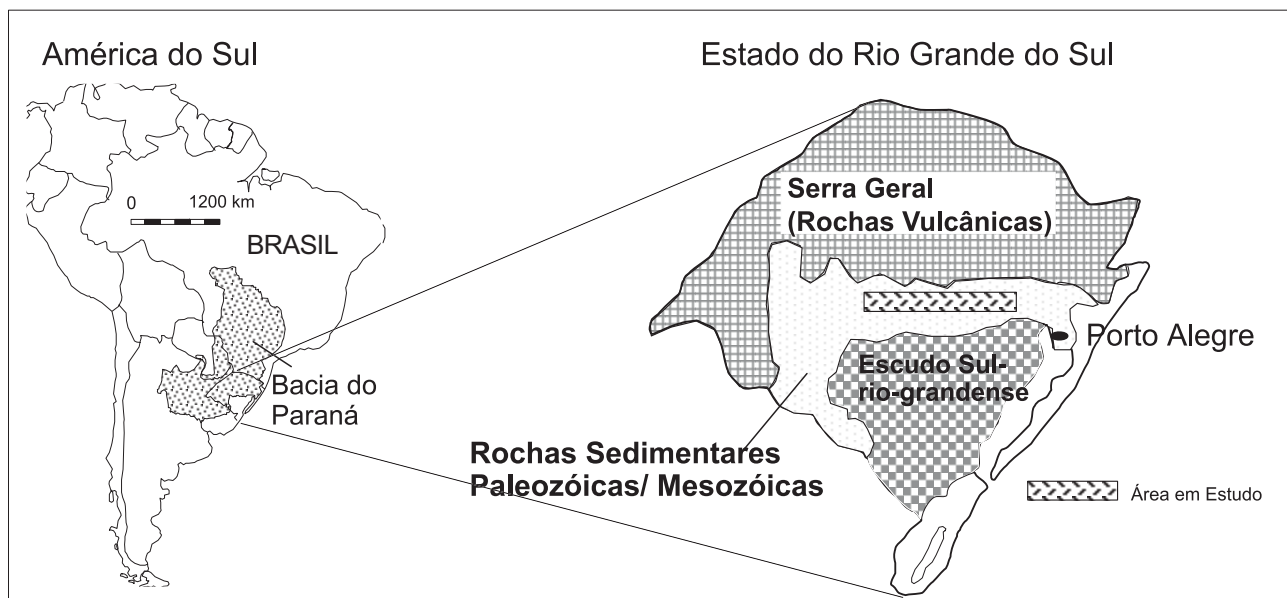 América do Sul
Estado do Rio Grande do Sul
0 1200 km
BRASIL
Bacia do
Paraná
Serra Geral
(Rochas Vulcânicas)
Porto Alegre
Escudo Sul-
rio-grandense
Rochas Sedimentares
Paleozóicas/ Mesozóicas
Área em Estudo